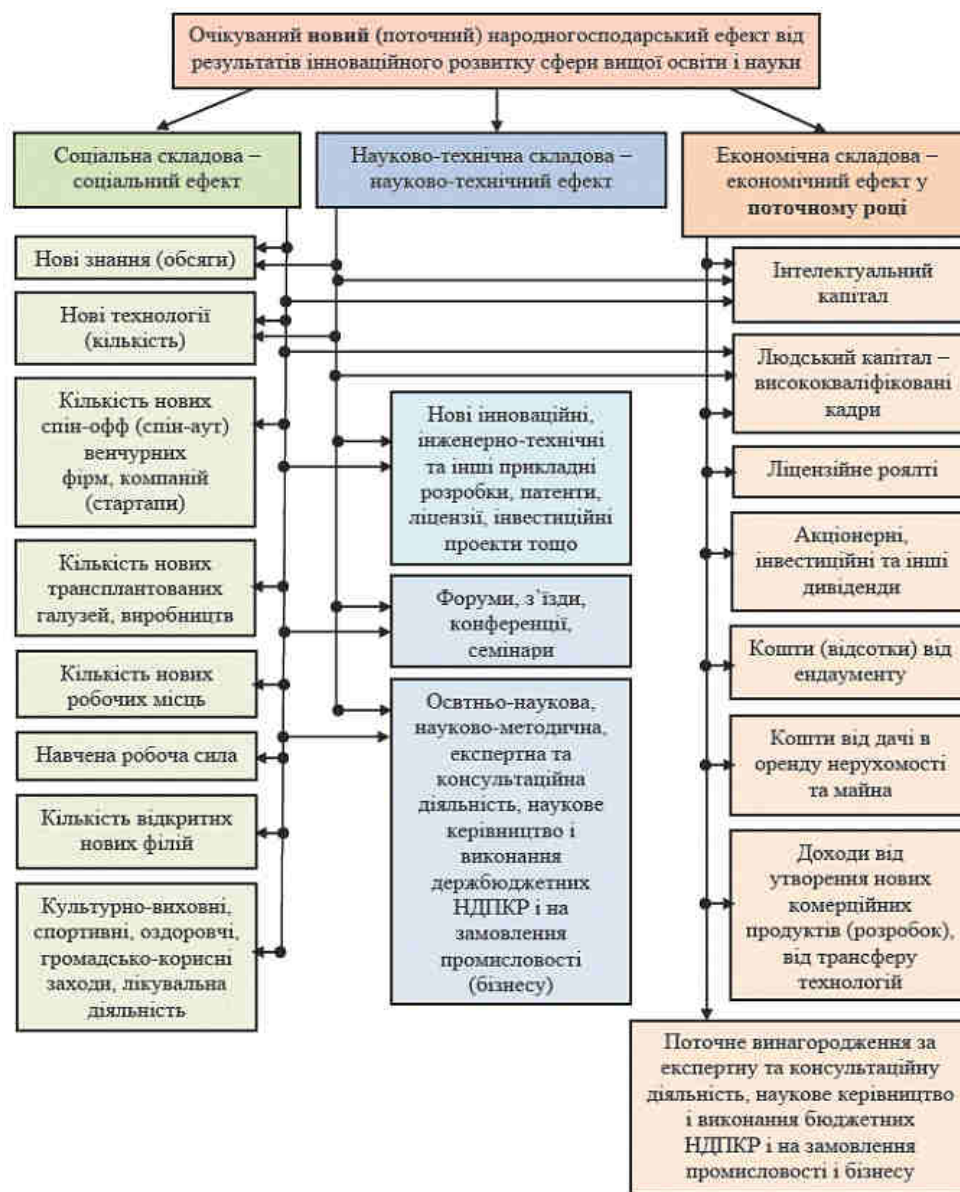 Очікуваний новий (поточний) народногосподарський ефект від
результатів інноваційного розвитку сфери вищої освіти і науки
Соціальна складова –
соціальний ефект
Науково-технічна складова –
науково-технічний ефект
Економічна складова –
економічний ефект у
поточному році
Нові знання (обсяги)
Нові технології
(кількість)
Кількість нових
спін-офф (спін-аут)
венчурних
фірм, компаній
(стартапи)
Кількість нових
трансплантованих
галузей, виробництв
Кількість нових
робочих місць
Навчена робоча сила
Кількість відкритих
нових філій
Культурно-виховні,
спортивні, оздоровчі,
громадсько-корисні
заходи, лікувальна
діяльність
Нові інноваційні,
інженерно-технічні
та інші прикладні
розробки, патенти,
ліцензії, інвестиційні
проекти тощо
Форуми, з’їзди,
конференції,
семінари
Освтньо-наукова,
науково-методична,
експертна та
консультаційна
діяльність, наукове
керівництво і
виконання
держбюджетних
НДПКР і на
замовлення
промисловості
(бізнесу)
Інтелектуальний
капітал
Людський капітал –
висококваліфіковані
кадри
Ліцензійне роялті
Акціонерні,
інвестиційні та інші
дивіденди
Кошти (відсотки) від
ендаументу
Кошти від дачі в
оренду нерухомості
та майна
Доходи від
утворення нових
комерційних
продуктів (розробок),
від трансферу
технологій
Поточне винагородження за
експертну та консультаційну
діяльність, наукове керівництво
і виконання бюджетних
НДПКР і на замовлення
промисловості і бізнесу